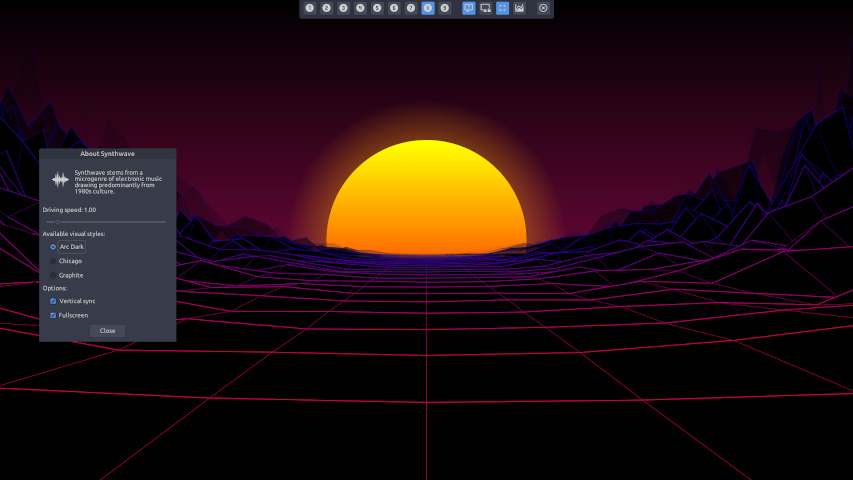 1 2 3 4 5 6 7 8 9
About Synthwave
Synthwave stems from a
microgenre of electronic music
drawing predominantly from
1980s culture.
Driving speed: 1.00
Available visual styles:
Arc Dark
Chicago
Graphite
Options:
Vertical sync
Fullscreen
Close